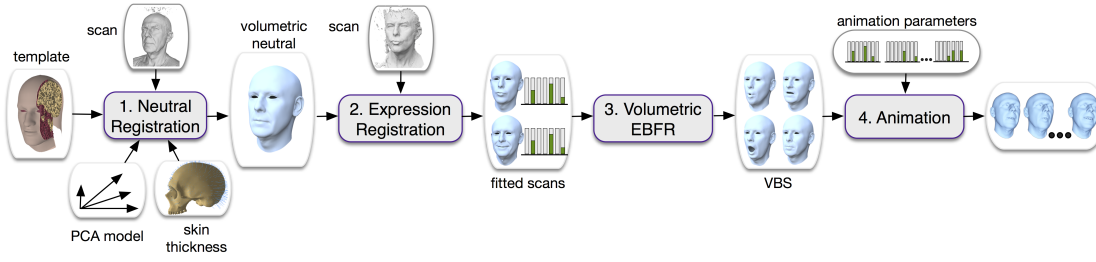 template
scan
1. Neutral
Registration
PCA model
skin
thickness
volumetric
neutral
scan
2. Expression
Registration
fitted scans
3. Volumetric
EBFR
VBS
animation parameters
4. Animation